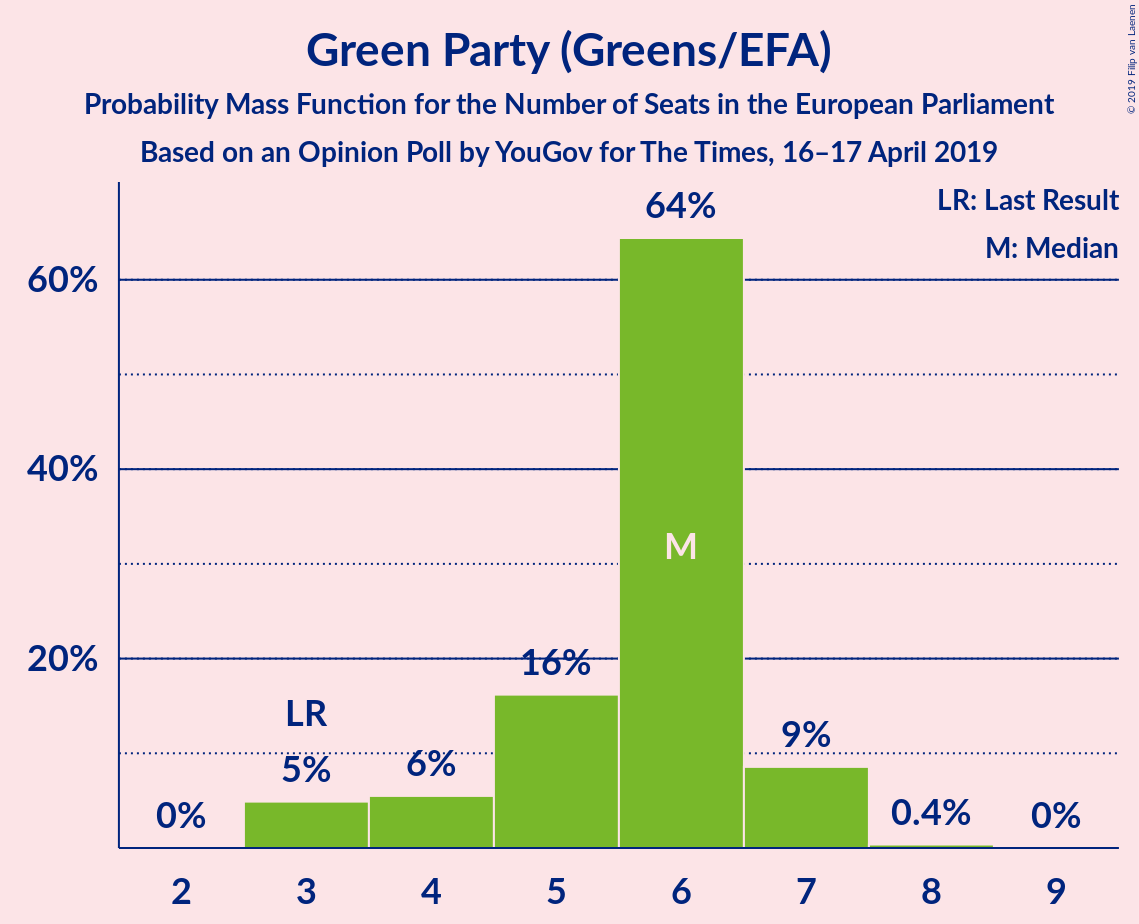 Green Party (Greens/EFA)
Probability Mass Function for the Number of Seats in the European Parliament
Based on an Opinion Poll by YouGov for The Times, 16–17 April 2019
© 2019 Filip van Laenen
LR: Last Result
M: Median
64%
60%
40%
M
20%
16%
LR
9%
6%
5%
0%
0.4%
0%
2 3 4 5 6 7 8 9